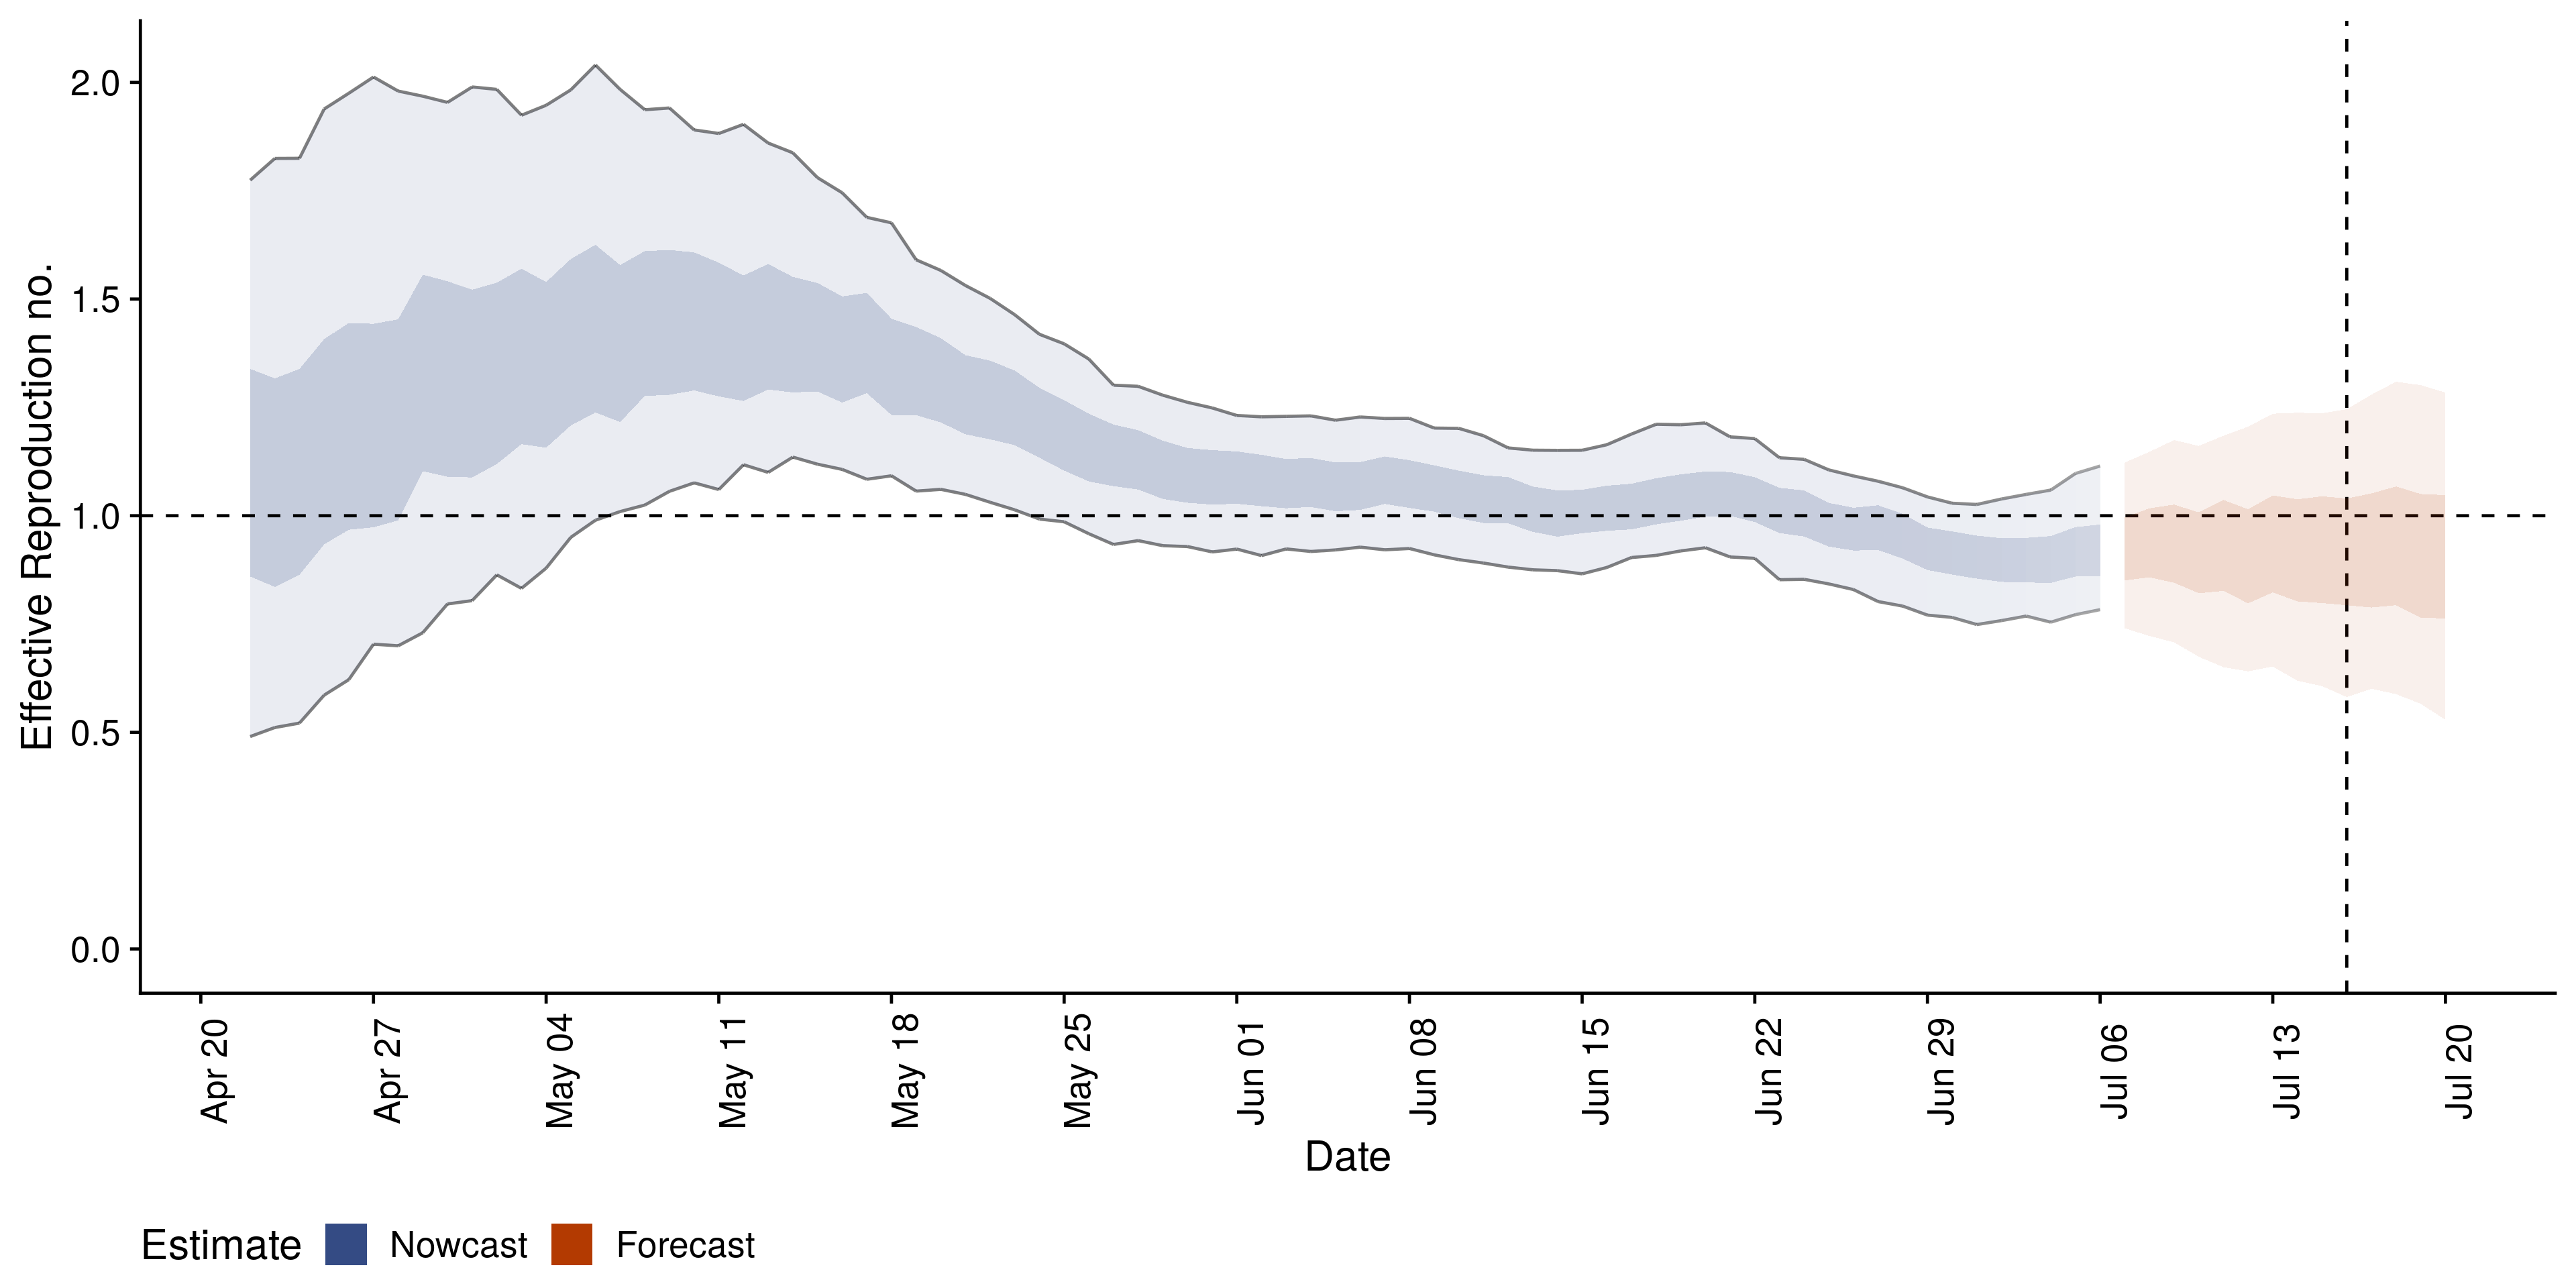 Effective Reproduction no.
2.0
1.5
1.0
0.5
0.0
Apr 20
Apr 27
May 04
May 11
May 18
May 25
Jun 01
Jun 08
Jun 15
Jun 22
Jun 29
Jul 06
Jul 13
Jul 20
Date
Estimate Nowcast Forecast